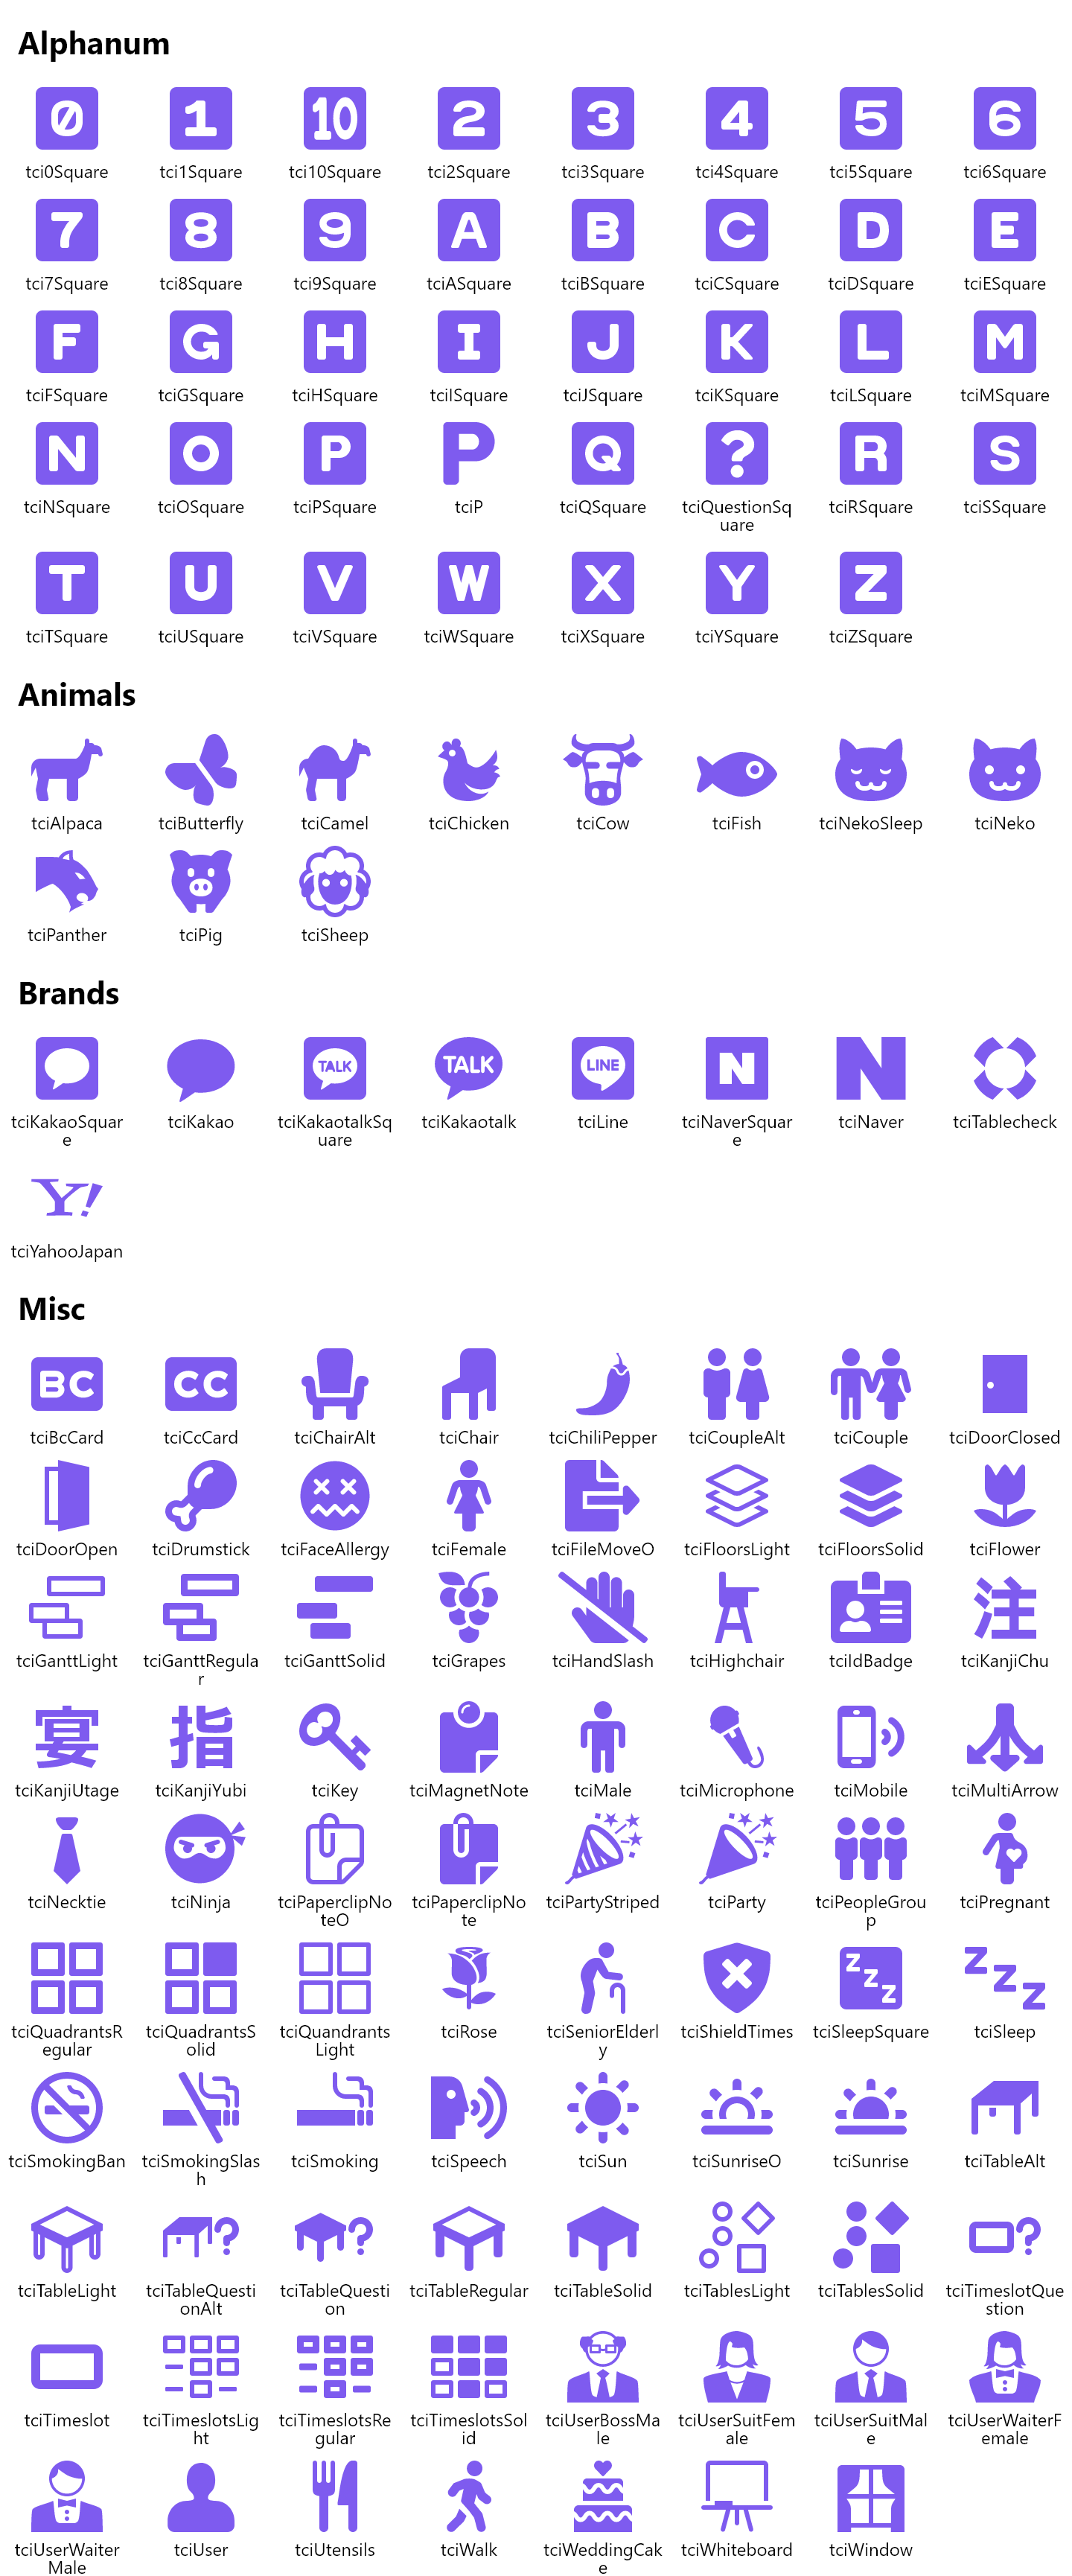 Alphanum
0 1 10 2 3 4 5 6
tci0Square tci1Square tci10Square tci2Square tci3Square tci4Square tci5Square tci6Square
7 8 9 A B C D E
tci7Square tci8Square tci9Square tciASquare tciBSquare tciCSquare tciDSquare tciESquare
F G H I J K L M
tciFSquare tciGSquare tciHSquare tciISquare tciJSquare tciKSquare tciLSquare tciMSquare
N O P P Q ? R S
tciNSquare tciOSquare tciPSquare tciP tciQSquare tciQuestionSq tciRSquare tciSSquare
uare
T U V W X Y Z
tciTSquare tciUSquare tciVSquare tciWSquare tciXSquare tciYSquare tciZSquare
Animals
tciAlpaca tciButterfly tciCamel tciChicken tciCow tciFish tciNekoSleep tciNeko
tciPanther tciPig tciSheep
Brands
TALK TALK LINE N N
tciKakaoSquar tciKakao tciKakaotalkSq tciKakaotalk tciLine tciNaverSquar tciNaver tciTablecheck
e uare e
Y!
tciYahooJapan
Misc
BC CC
tciBcCard tciCcCard tciChairAlt tciChair tciChiliPepper tciCoupleAlt tciCouple tciDoorClosed
tciDoorOpen tciDrumstick tciFaceAllergy tciFemale tciFileMoveO tciFloorsLight tciFloorsSolid tciFlower
注
tciGanttLight tciGanttRegula tciGanttSolid tciGrapes tciHandSlash tciHighchair tciIdBadge tciKanjiChu
r
宴 指
tciKanjiUtage tciKanjiYubi tciKey tciMagnetNote tciMale tciMicrophone tciMobile tciMultiArrow
tciNecktie tciNinja tciPaperclipNo tciPaperclipNo tciPartyStriped tciParty tciPeopleGrou tciPregnant
teO te p
z z z z z z
tciQuadrantsR tciQuadrantsS tciQuandrants tciRose tciSeniorElderl tciShieldTimes tciSleepSquare tciSleep
egular olid Light y
tciSmokingBan tciSmokingSlas tciSmoking tciSpeech tciSun tciSunriseO tciSunrise tciTableAlt
h
? ? ?
tciTableLight tciTableQuesti tciTableQuesti tciTableRegular tciTableSolid tciTablesLight tciTablesSolid tciTimeslotQue
onAlt on stion
tciTimeslot tciTimeslotsLig tciTimeslotsRe tciTimeslotsSol tciUserBossMa tciUserSuitFem tciUserSuitMal tciUserWaiterF
ht gular id le ale e emale
tciUserWaiter tciUser tciUtensils tciWalk tciWeddingCak tciWhiteboard tciWindow
Male e